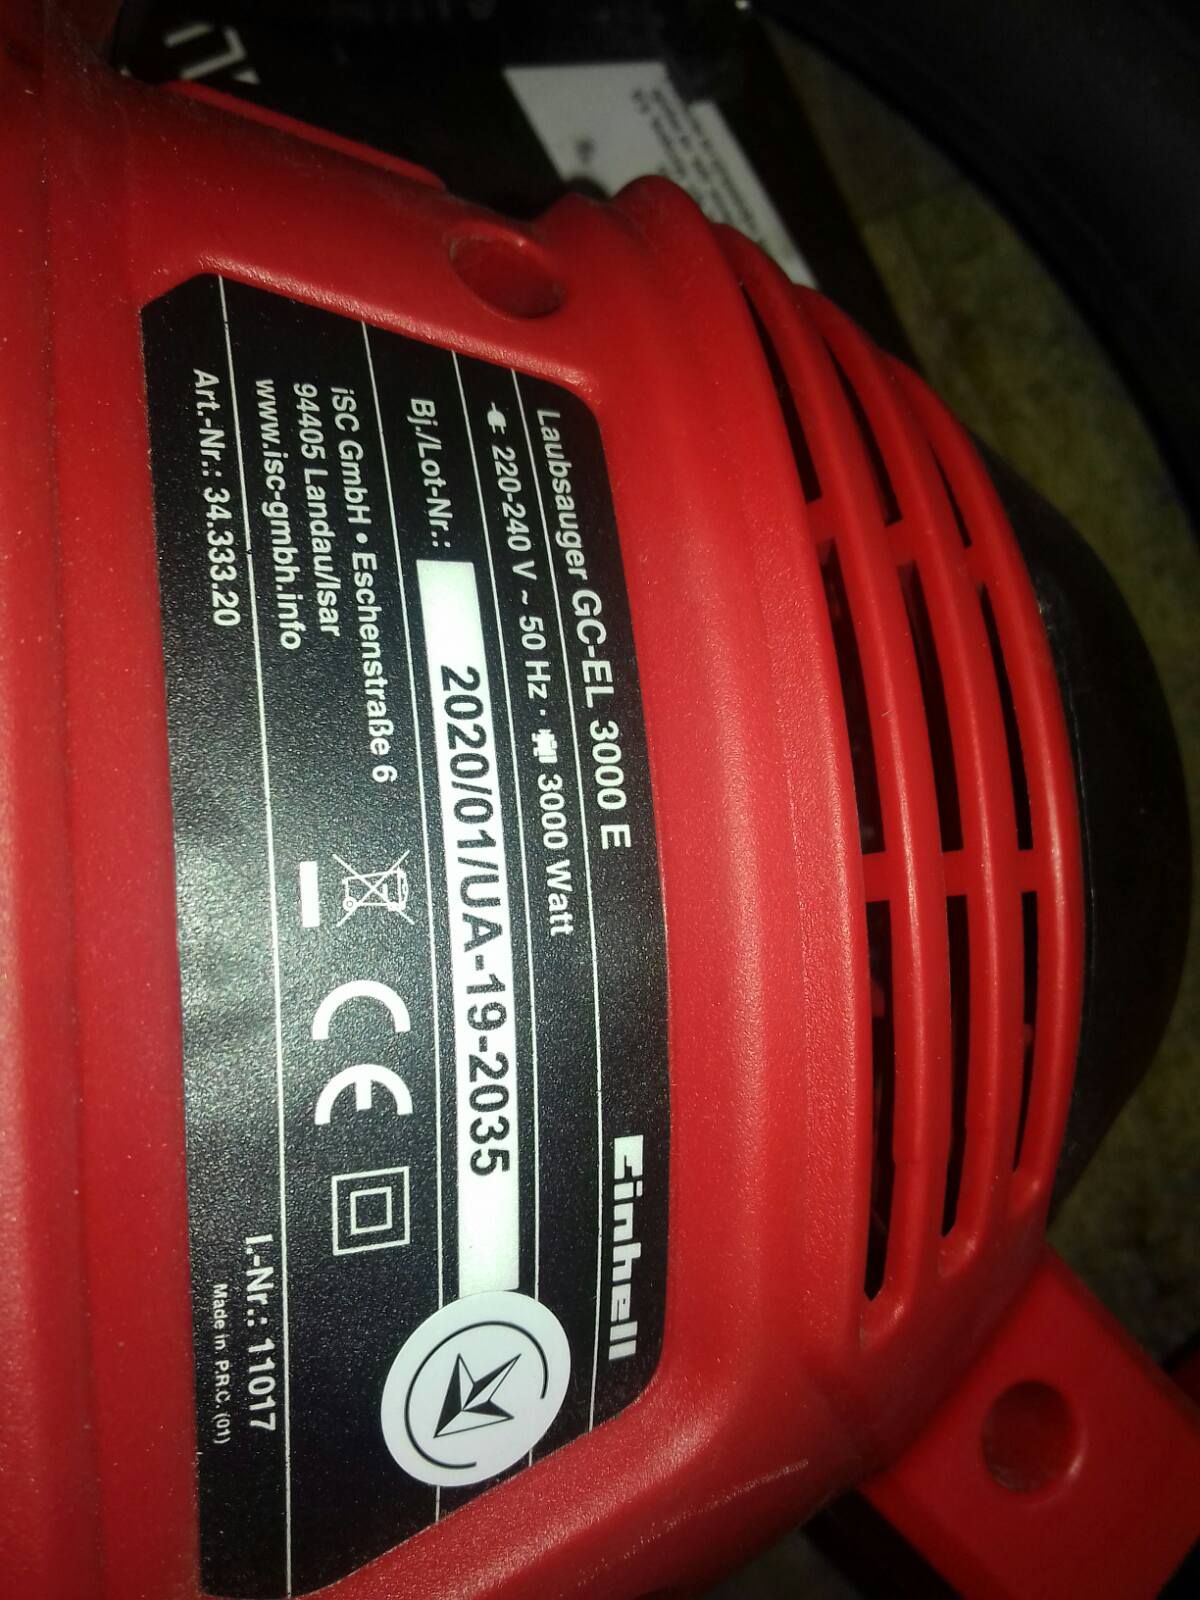 einhell
Laubsauger GC-EL 3000 E
220-240 V ~ 50 Hz · 3000 Watt
Bj./Lot-Nr.: 2020/01/UA-19-2035
iSC GmbH • Eschenstraße 6
94405 Landau/Isar
www.isc-gmbh.info
CE
Art.-Nr.: 34.333.20
I.-Nr.: 11017
Made in P.R.C. (01)